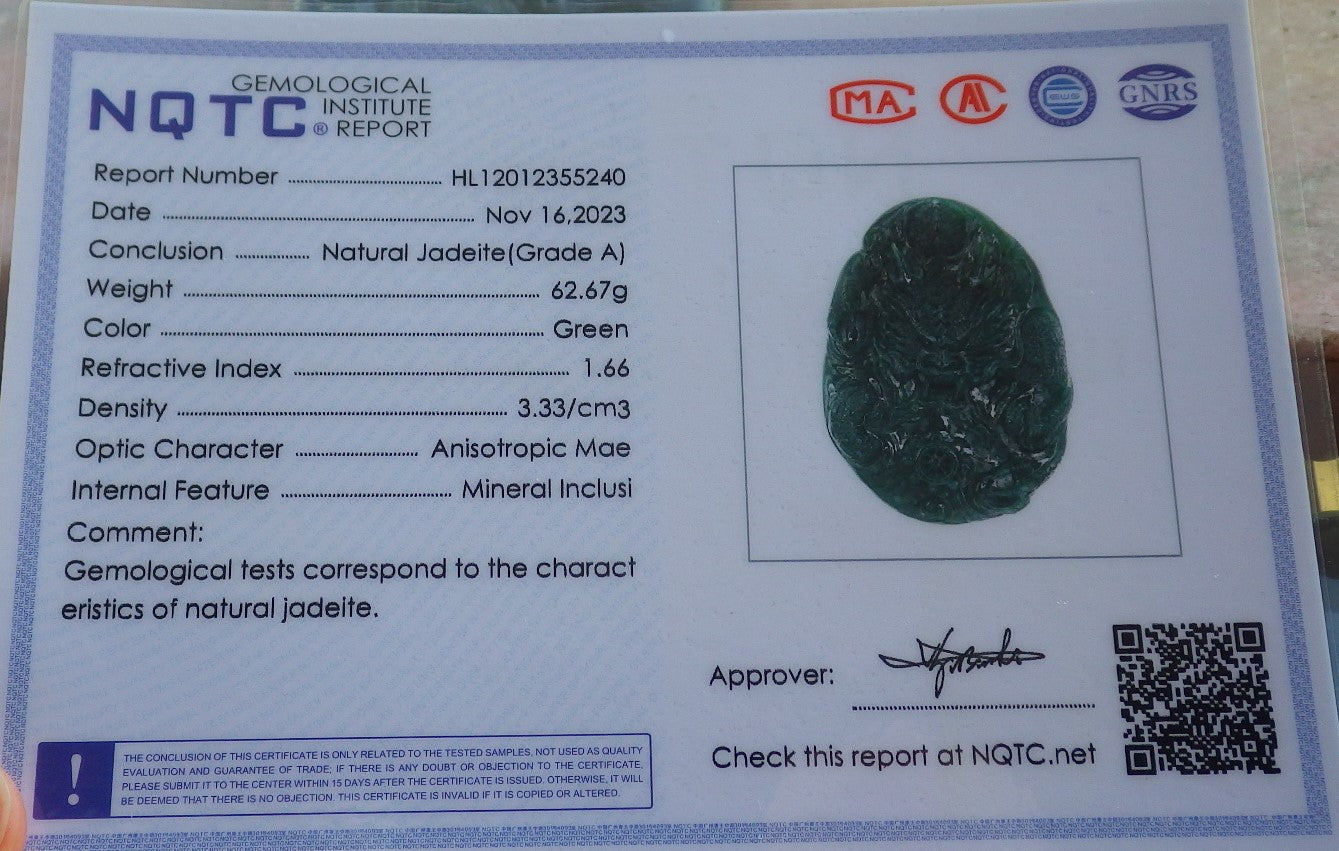 GEMOLOGICAL
NQTC® INSTITUTE
REPORT
MA
GNRS
Report Number HL12012355240
Date Nov 16,2023
Conclusion Natural Jadeite(Grade A)
Weight 62.67g
Color Green
Refractive Index 1.66
Density 3.33/cm3
Optic Character Anisotropic Mae
Internal Feature Mineral Inclusi
Comment:
Gemological tests correspond to the charact
eristics of natural jadeite.
Approver:
Check this report at NQTC.net
! THE CONCLUSION OF THIS CERTIFICATE IS ONLY RELATED TO THE TESTED SAMPLES, NOT USED AS QUALITY
EVALUATION AND GUARANTEE OF TRADE; IF THERE IS ANY DOUBT OR OBJECTION TO THE CERTIFICATE,
PLEASE SUBMIT IT TO THE CENTER WITHIN 15 DAYS AFTER THE CERTIFICATE IS ISSUED. OTHERWISE, IT WILL
BE DEEMED THAT THERE IS NO OBJECTION. THIS CERTIFICATE IS INVALID IF IT IS COPIED OR ALTERED.